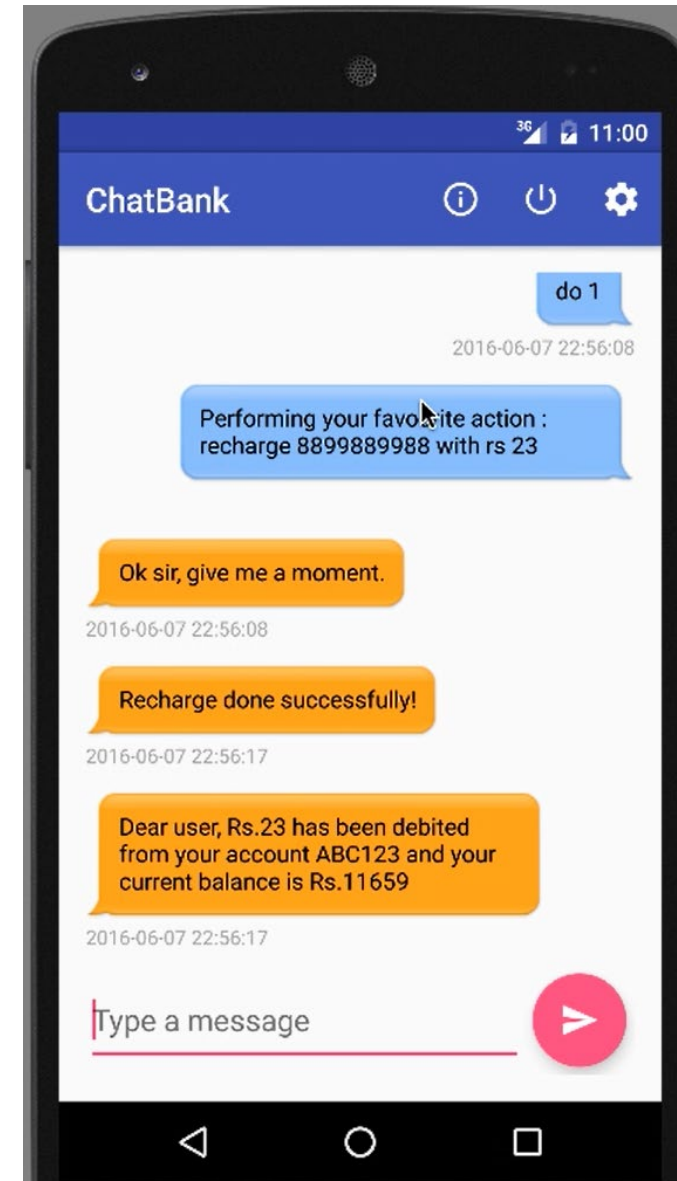 3G 11:00
ChatBank
do 1
2016-06-07 22:56:08
Performing your favourite action :
recharge 8899889988 with rs 23
Ok sir, give me a moment.
2016-06-07 22:56:08
Recharge done successfully!
2016-06-07 22:56:17
Dear user, Rs.23 has been debited
from your account ABC123 and your
current balance is Rs.11659
2016-06-07 22:56:17
Type a message